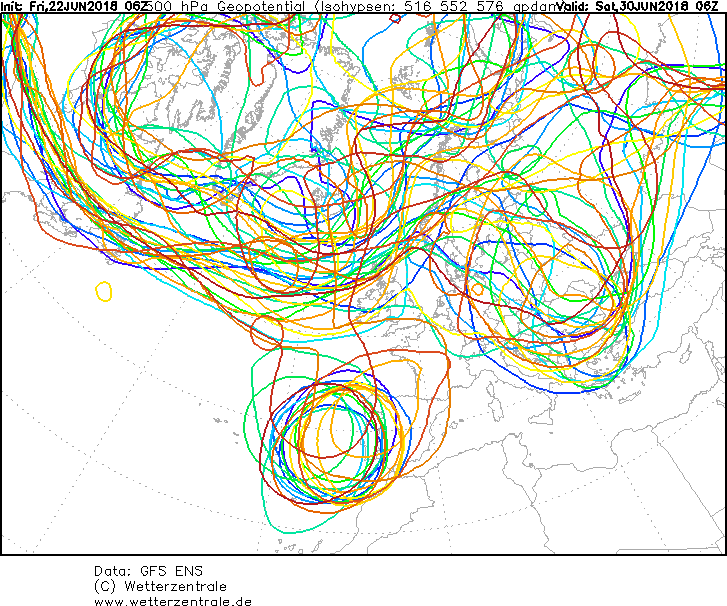 Init: Fri,22JUN2018 06Z 500 hPa Geopotential (Isohypsen: 516 552 576 gpdam) Valid: Sat,30JUN2018 06Z
Data: GFS ENS
(C) Wetterzentrale
www.wetterzentrale.de